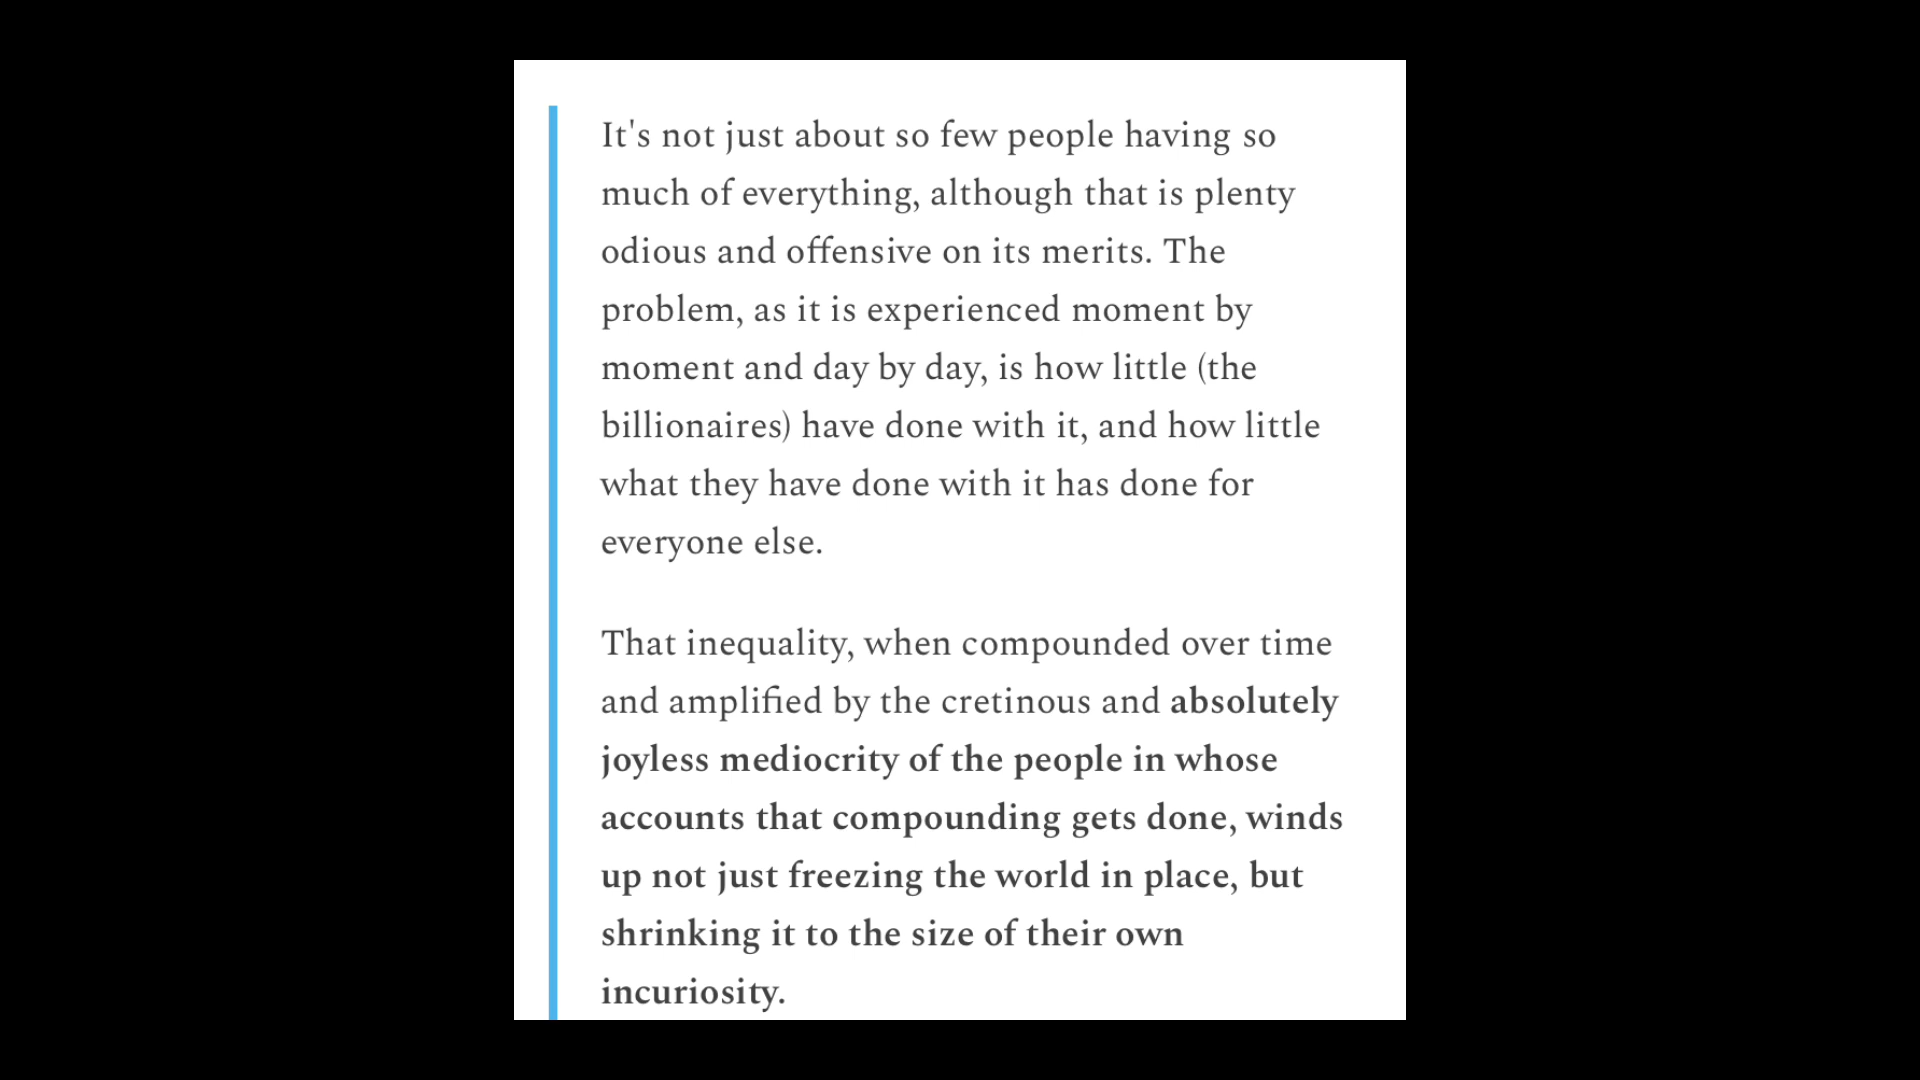 It's not just about so few people having so
much of everything, although that is plenty
odious and offensive on its merits. The
problem, as it is experienced moment by
moment and day by day, is how little (the
billionaires) have done with it, and how little
what they have done with it has done for
everyone else.
That inequality, when compounded over time
and amplified by the cretinous and absolutely
joyless mediocrity of the people in whose
accounts that compounding gets done, winds
up not just freezing the world in place, but
shrinking it to the size of their own
incuriosity.